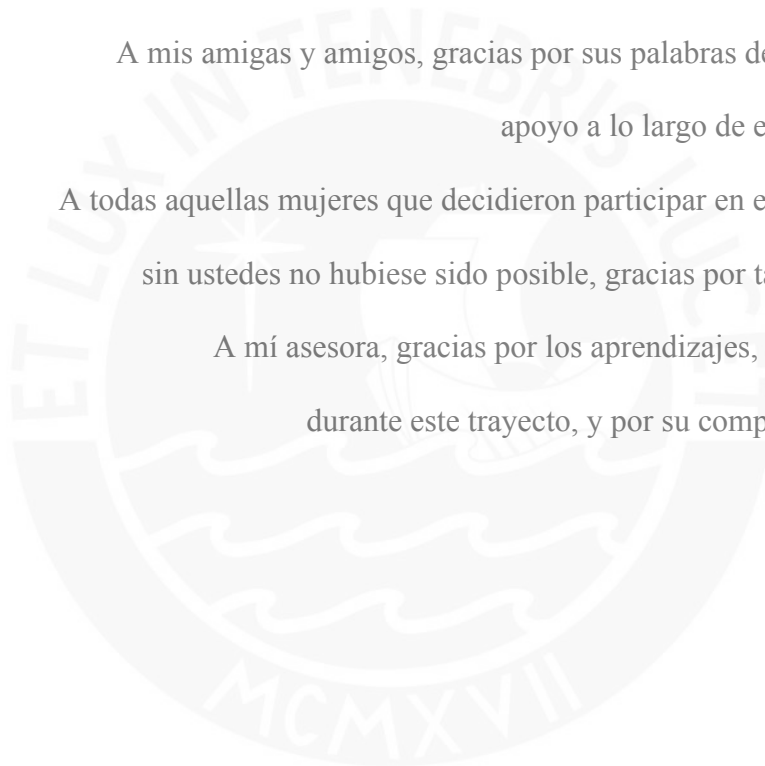 A mis amigas y amigos, gracias por sus palabras de
apoyo a lo largo de
A todas aquellas mujeres que decidieron participar en
sin ustedes no hubiese sido posible, gracias por
A mí asesora, gracias por los aprendizajes,
durante este trayecto, y por su
ET LUX IN TENEBRIS LUCET
MCMXVII